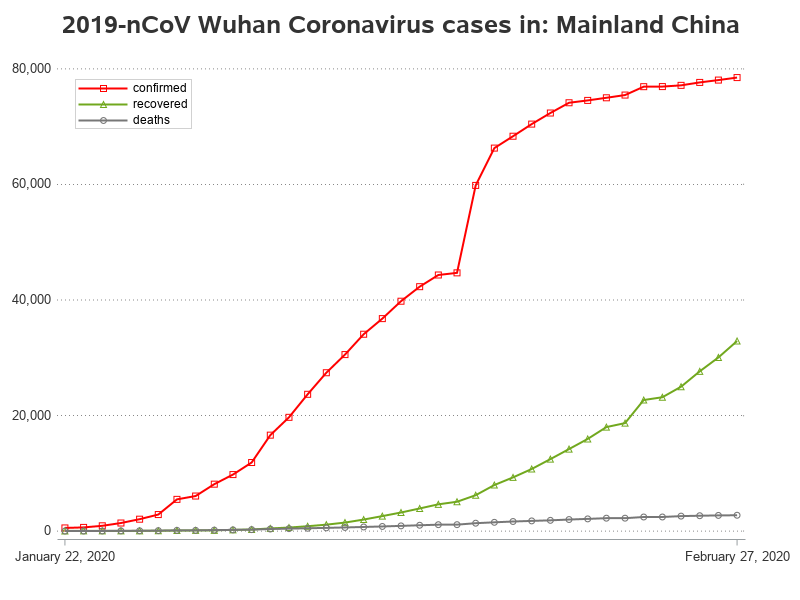 2019-nCoV Wuhan Coronavirus cases in: Mainland China
80,000
confirmed
recovered
deaths
60,000
40,000
20,000
0
January 22, 2020 February 27, 2020